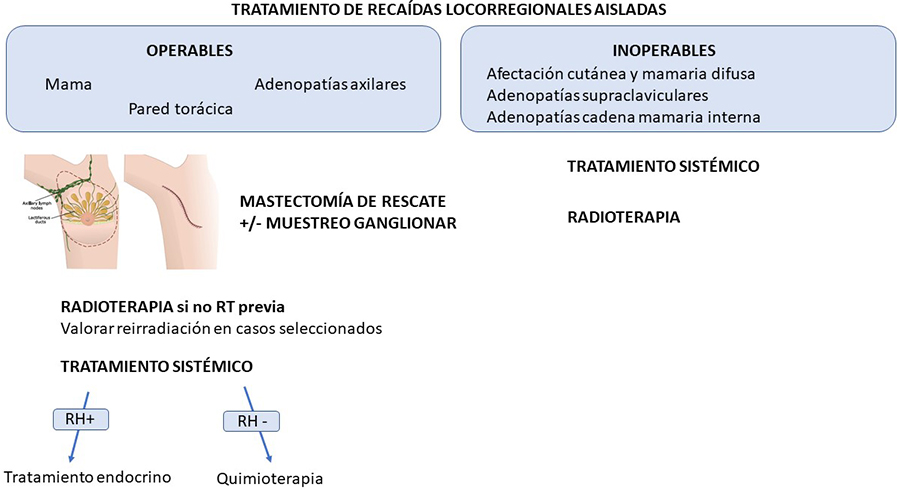 TRATAMIENTO DE RECAÍDAS LOCORREGIONALES AISLADAS
OPERABLES
Mama
Adenopatías axilares
Pared torácica
INOPERABLES
Afectación cutánea y mamaria difusa
Adenopatías supraclaviculares
Adenopatías cadena mamaria interna
Axillary lymph
nodes
Lactiferous
ducts
MASTECTOMÍA DE RESCATE
+/- MUESTREO GANGLIONAR
TRATAMIENTO SISTÉMICO
RADIOTERAPIA
RADIOTERAPIA si no RT previa
Valorar reirradiación en casos seleccionados
TRATAMIENTO SISTÉMICO
RH+
RH -
Tratamiento endocrino
Quimioterapia